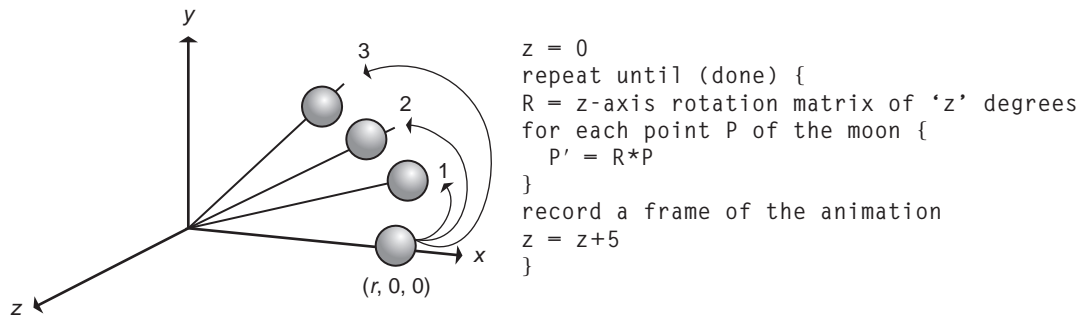 y
3
2
1
x
(r, 0, 0)
z
z = 0
repeat until (done) {
R = z-axis rotation matrix of ‘z’ degrees
for each point P of the moon {
P′ = R*P
}
record a frame of the animation
z = z+5
}